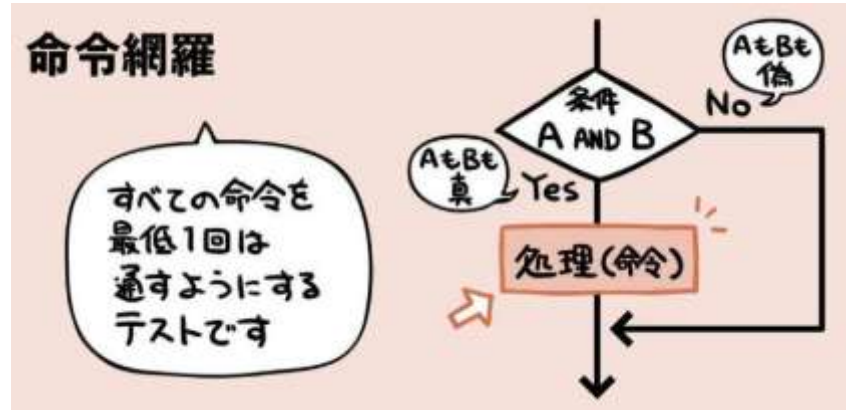 命令網羅
すべての命令を
最低1回は
通すようにする
テストです
条件
A AND B
AもBも
真
Yes
AもBも
偽
No
処理(命令)